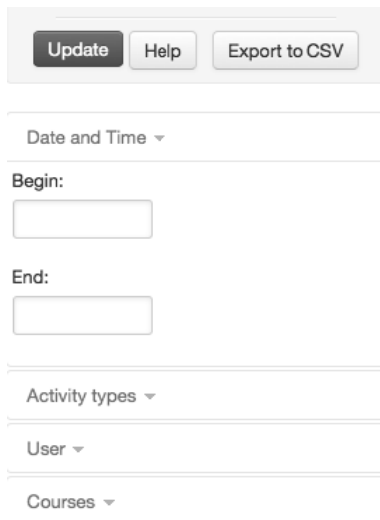 Update Help Export to CSV
Date and Time
Begin:
End:
Activity types
User
Courses